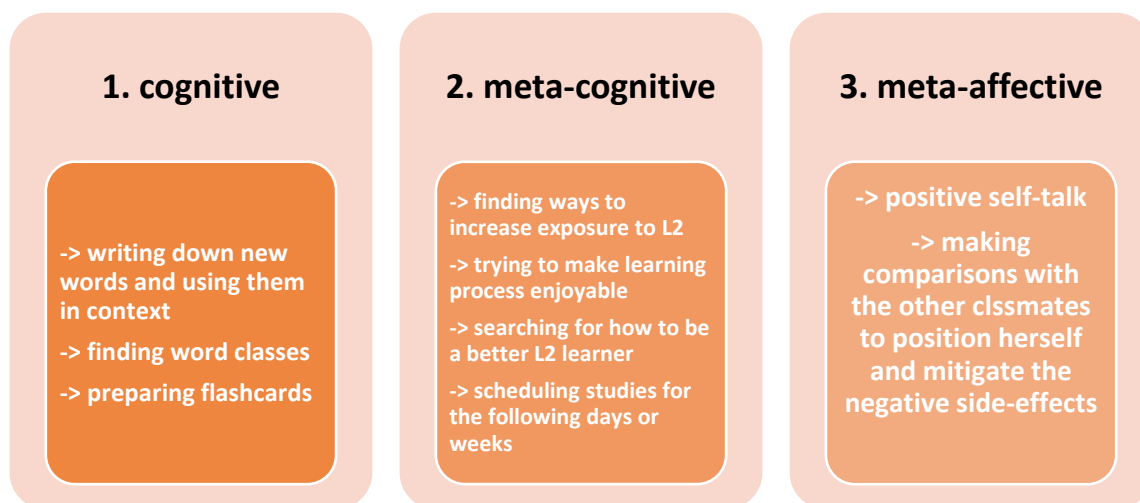 1. cognitive
-> writing down new
words and using them
in context
-> finding word classes
-> preparing flashcards
2. meta-cognitive
-> finding ways to
increase exposure to L2
-> trying to make learning
process enjoyable
-> searching for how to be
a better L2 learner
-> scheduling studies for
the following days or
weeks
3. meta-affective
-> positive self-talk
-> making
comparisons with
the other clssmates
to position herself
and mitigate the
negative side-effects